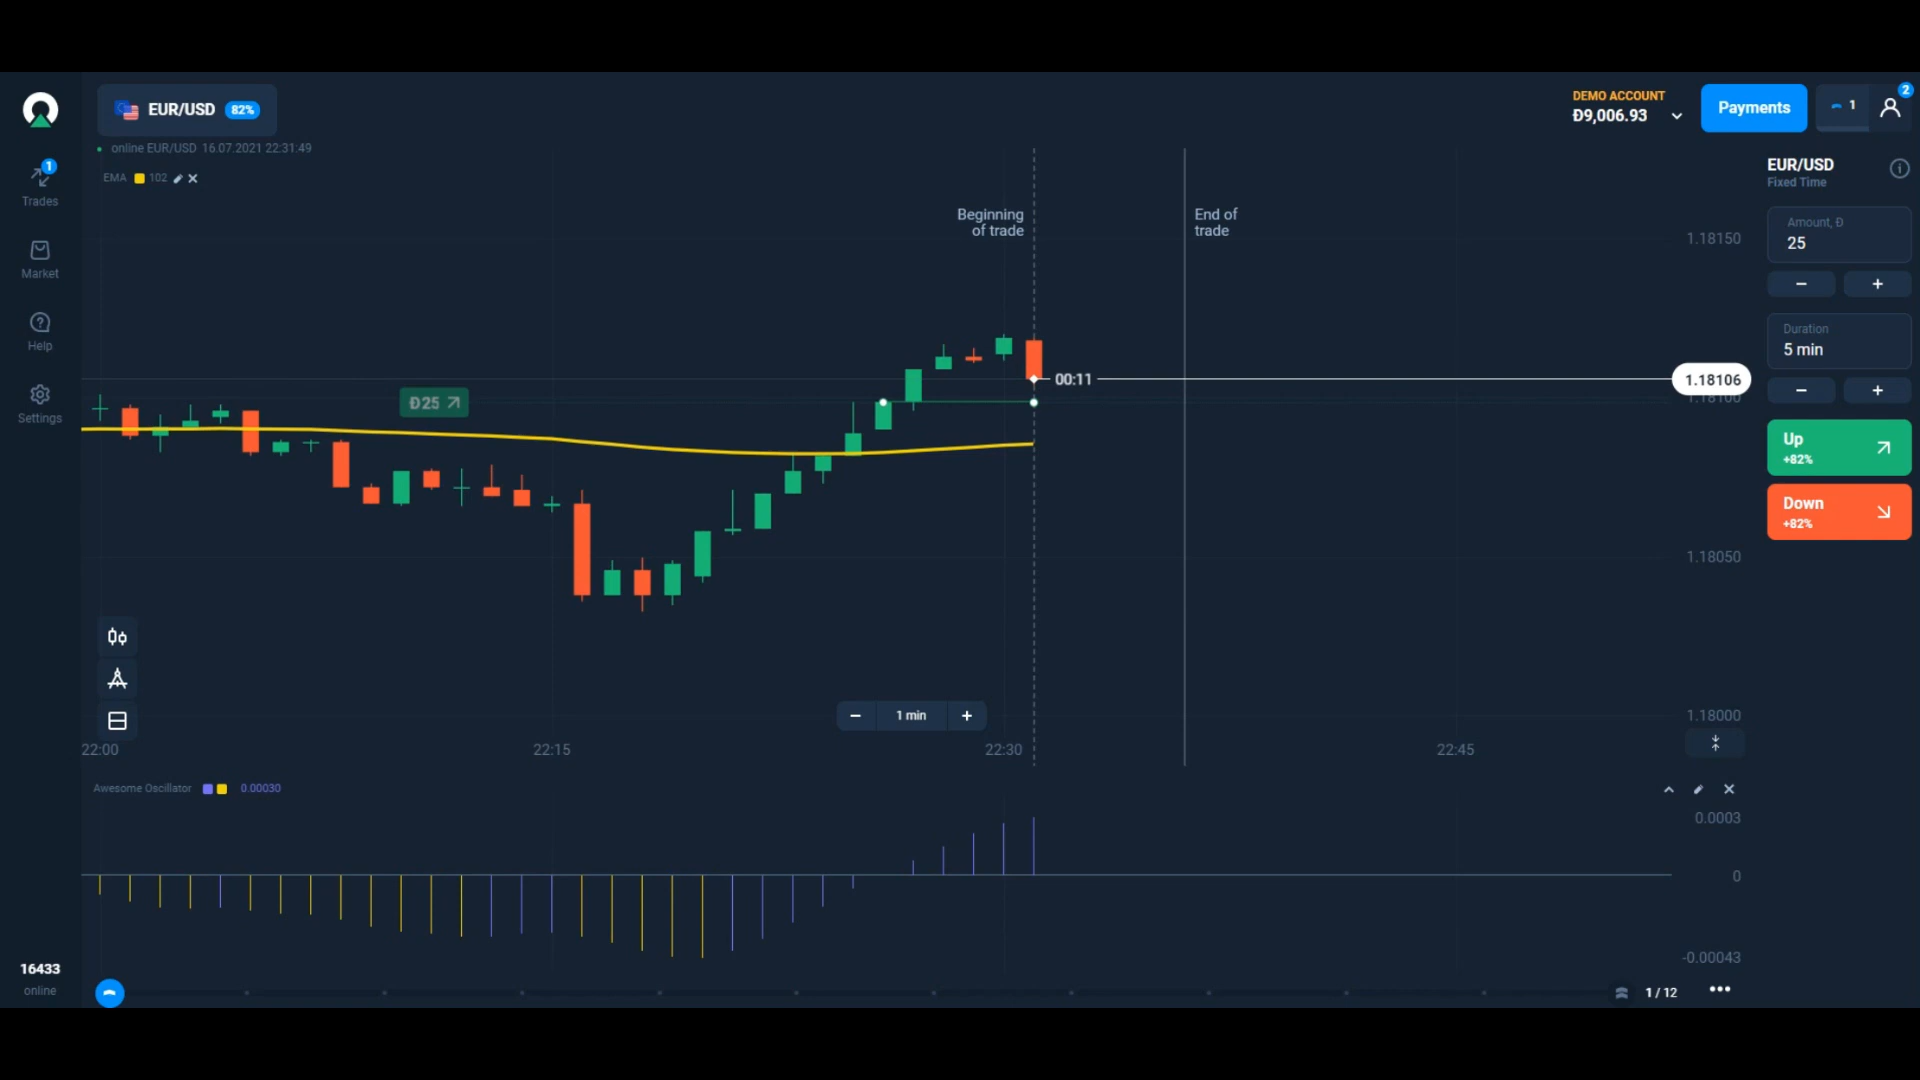 EUR/USD 82%
DEMO ACCOUNT
Đ9,006.93
Payments
1
2
online EUR/USD 16.07.2021 22:31:49
EMA 102
1
Trades
Market
Help
Settings
Beginning
of trade
End of
trade
1.18150
Đ25
00:11
1.18106
1.18100
1.18050
1.18000
1 min
22:00
22:15
22:30
22:45
EUR/USD
Fixed Time
Amount, Đ
25
Duration
5 min
Up
+82%
Down
+82%
Awesome Oscillator 0.00030
0.0003
0
-0.00043
16433
online
1 / 12